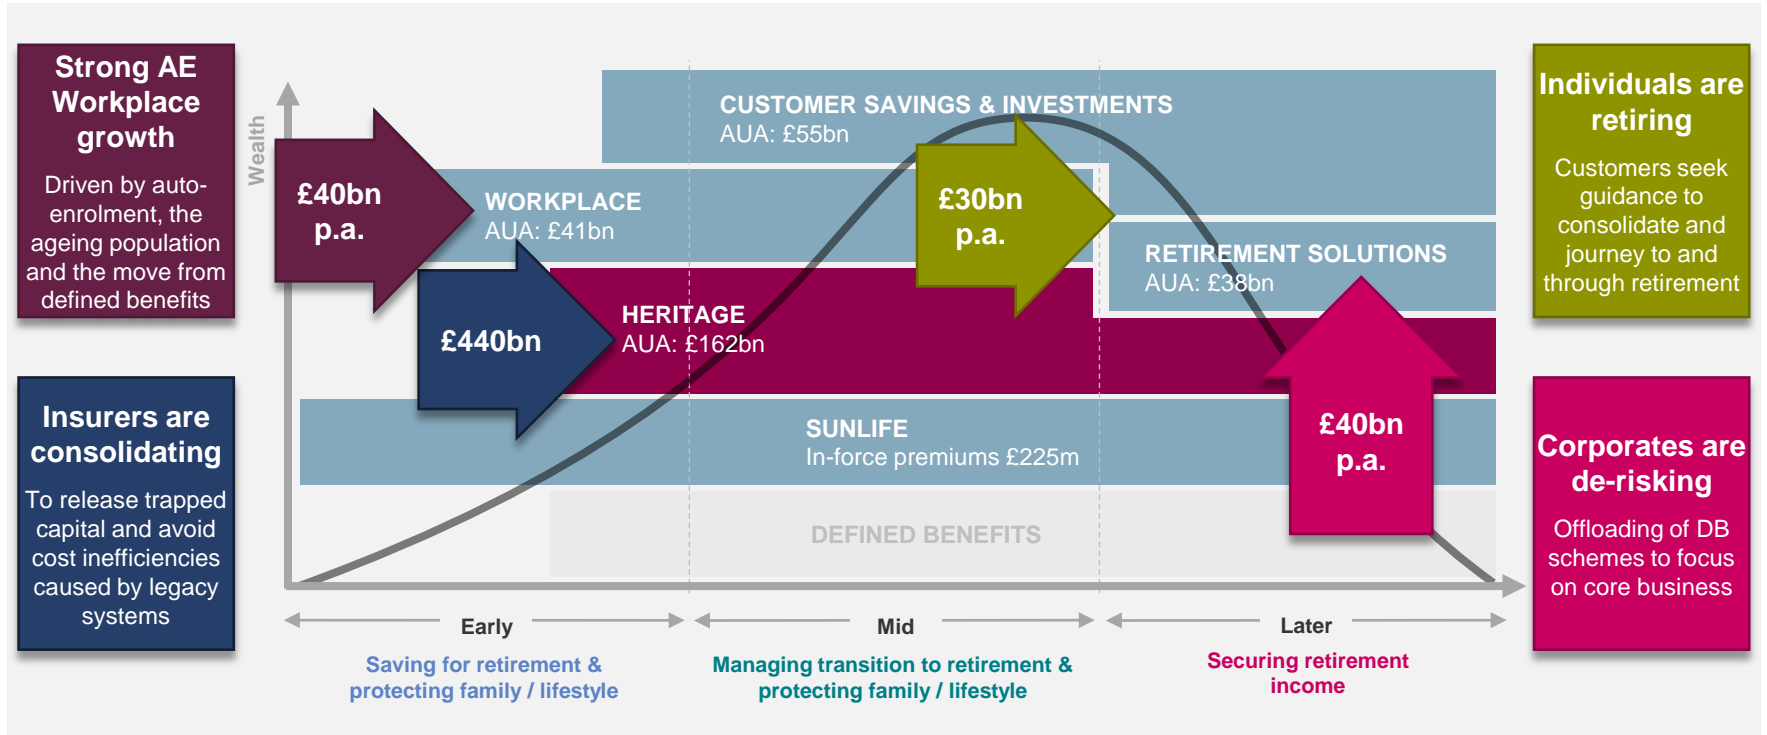 Strong AE
Workplace
growth
Driven by auto-
enrolment, the
ageing population
and the move from
defined benefits
Insurers are
consolidating
To release trapped
capital and avoid
cost inefficiencies
caused by legacy
systems
Wealth
£40bn
p.a.
£440bn
CUSTOMER SAVINGS & INVESTMENTS
AUA: £55bn
WORKPLACE
AUA: £41bn
£30bn
p.a.
RETIREMENT SOLUTIONS
AUA: £38bn
HERITAGE
AUA: £162bn
SUNLIFE
In-force premiums £225m
£40bn
p.a.
DEFINED BENEFITS
Early
Saving for retirement &
protecting family / lifestyle
Mid
Managing transition to retirement &
protecting family / lifestyle
Later
Securing retirement
income
Individuals are
retiring
Customers seek
guidance to
consolidate and
journey to and
through retirement
Corporates are
de-risking
Offloading of DB
schemes to focus
on core business